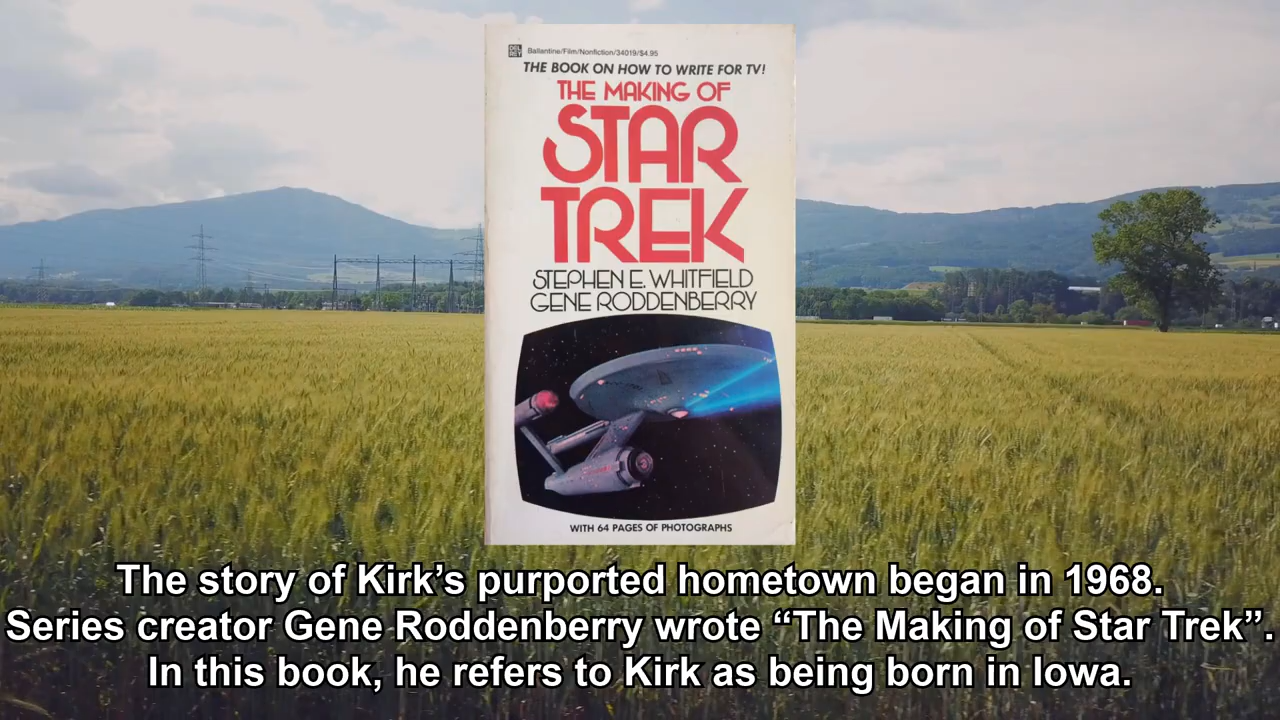 DEL REY
Ballantine/Film/Nonfiction/34019/$4.95
THE BOOK ON HOW TO WRITE FOR TV!
THE MAKING OF
STAR
TREK
STEPHEN E. WHITFIELD
GENE RODDENBERRY
WITH 64 PAGES OF PHOTOGRAPHS
The story of Kirk’s purported hometown began in 1968.
Series creator Gene Roddenberry wrote “The Making of Star Trek”.
In this book, he refers to Kirk as being born in Iowa.